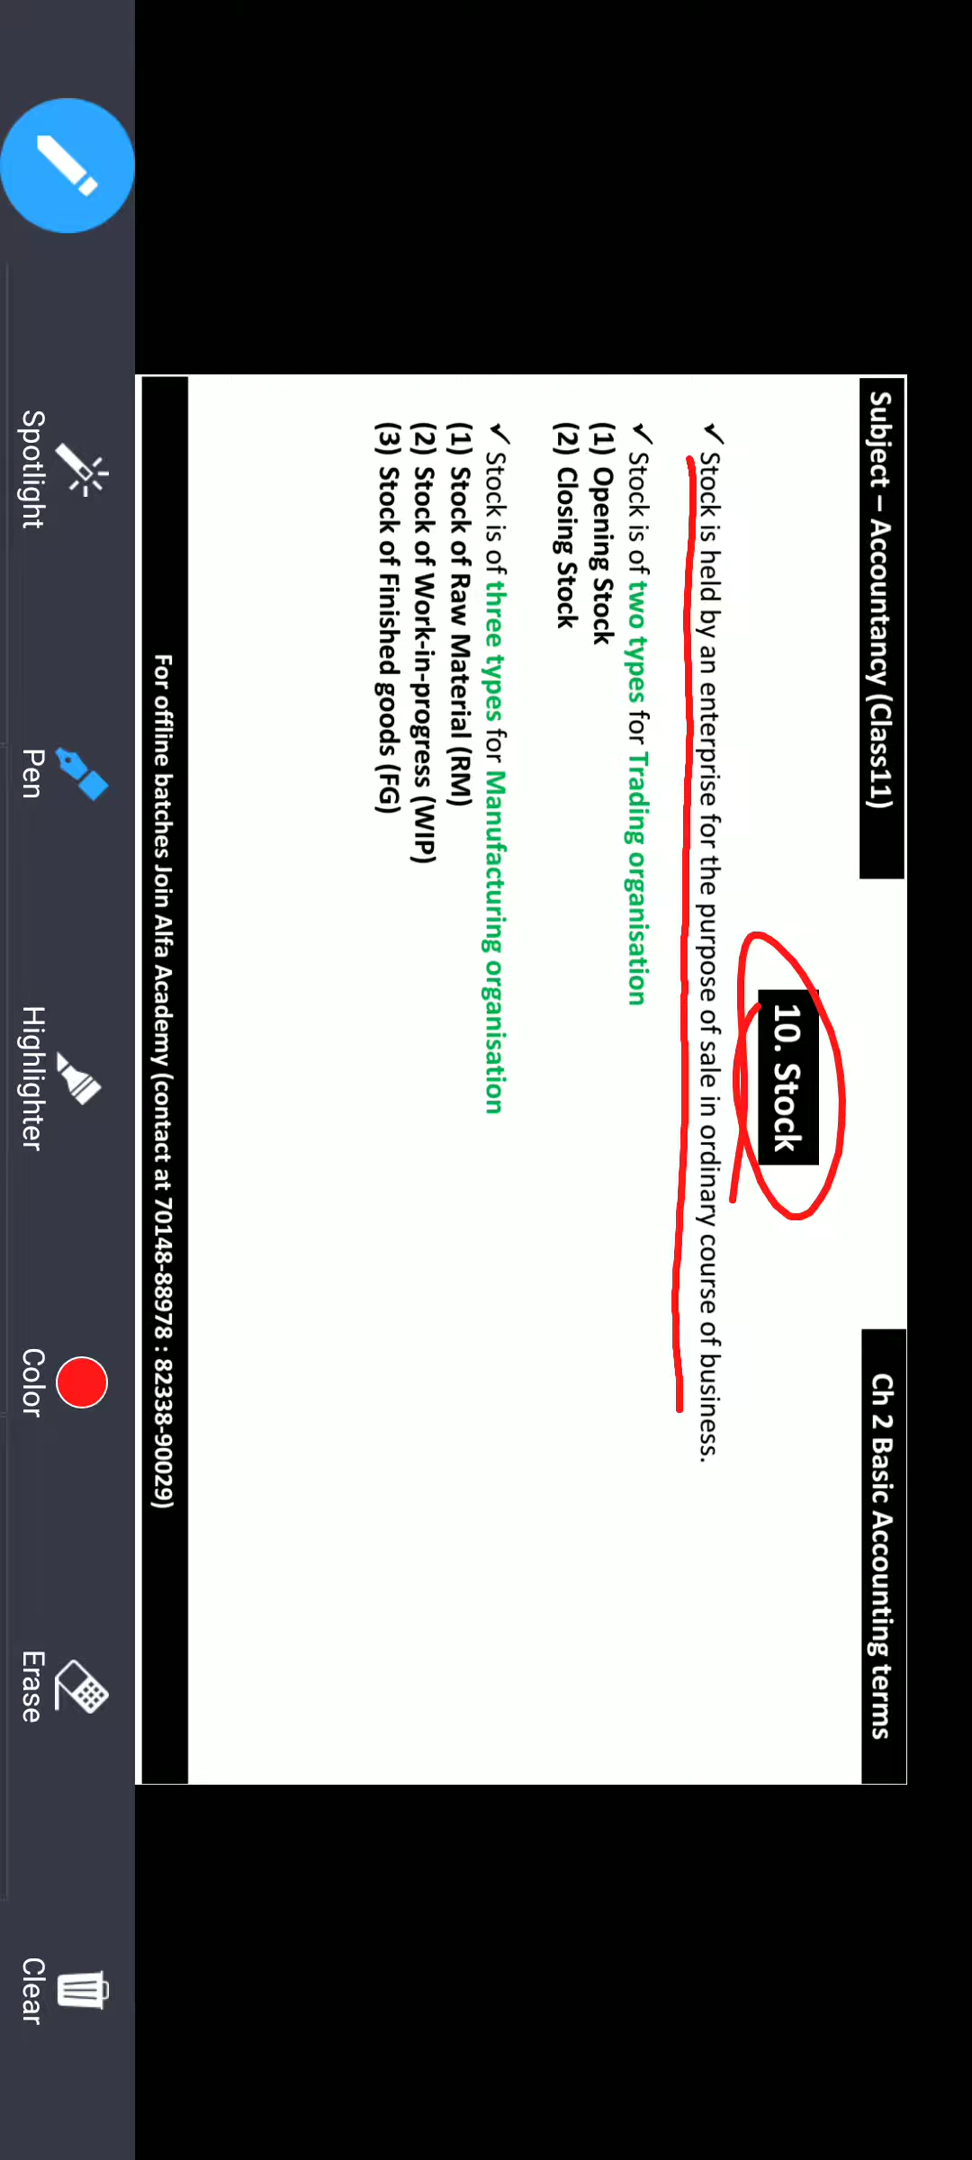 Subject – Accountancy (Class11)
Ch 2 Basic Accounting terms
10. Stock
✓ Stock is held by an enterprise for the purpose of sale in ordinary course of business.
✓ Stock is of two types for Trading organisation
(1) Opening Stock
(2) Closing Stock
✓ Stock is of three types for Manufacturing organisation
(1) Stock of Raw Material (RM)
(2) Stock of Work-in-progress (WIP)
(3) Stock of Finished goods (FG)
For offline batches Join Alfa Academy (contact at 70148-88978 : 82338-90029)
Spotlight
Pen
Highlighter
Color
Erase
Clear